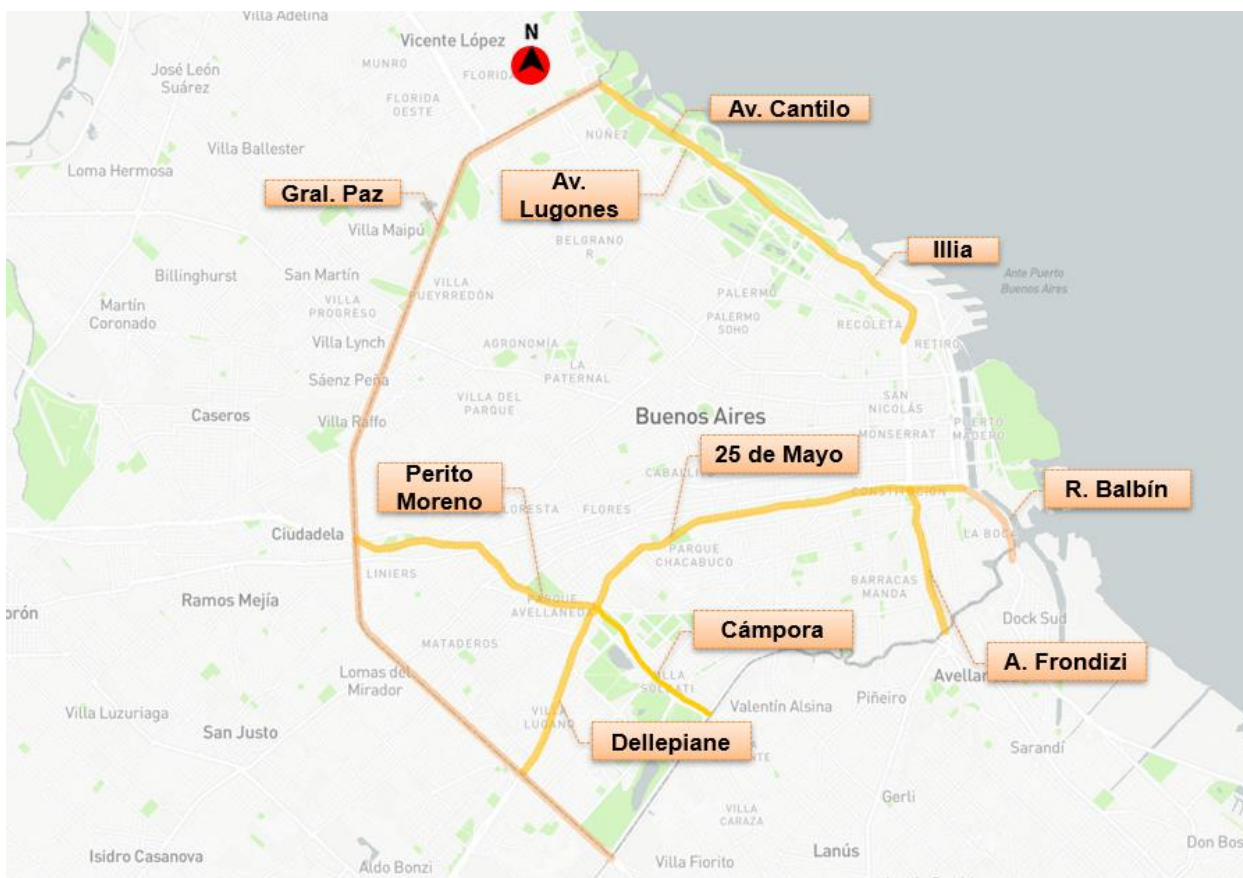 Villa Adelina
N
Vicente López
MUNRO
FLORIDA
José León
Suárez
FLORIDA
OESTE
Av. Cantilo
NÚÑEZ
Villa Ballester
Loma Hermosa
Gral. Paz
Av.
Lugones
Villa Maipú
BELGRANO
R
Illia
Billinghurst
San Martín
Ante Puerto
Buenos Aires
VILLA
PUEYRREDÓN
PALERMO
VILLA
PROGRESO
Martín
Coronado
PALERMO
SOHO
RECOLETA
Villa Lynch
AGRONOMÍA
RETIRO
LA
PATERNAL
Sáenz Peña
VILLA DEL
PARQUE
SAN
NICOLÁS
Caseros
Villa Raffo
Buenos Aires
PUERTO
MADERO
MONSERRAT
25 de Mayo
Perito
Moreno
CABALLITO
R. Balbín
CONSTITUCIÓN
FLORESTA
FLORES
Ciudadela
LA BOCA
PARQUE
CHACABUCO
LINIERS
BARRACAS
MANDA
Ramos Mejía
orón
PARQUE
AVELLANEDA
Dock Sud
Cámpora
MATADEROS
A. Frondizi
Lomas del
Mirador
VILLA
SOLDATI
Avellan
Piñeiro
Valentín Alsina
Villa Luzuriaga
VILLA
LUGANO
San Justo
Dellepiane
Sarandí
NTE
Gerli
VILLA
CARAZA
Don Bos
Isidro Casanova
Aldo Bonzi
Villa Fiorito
Lanús